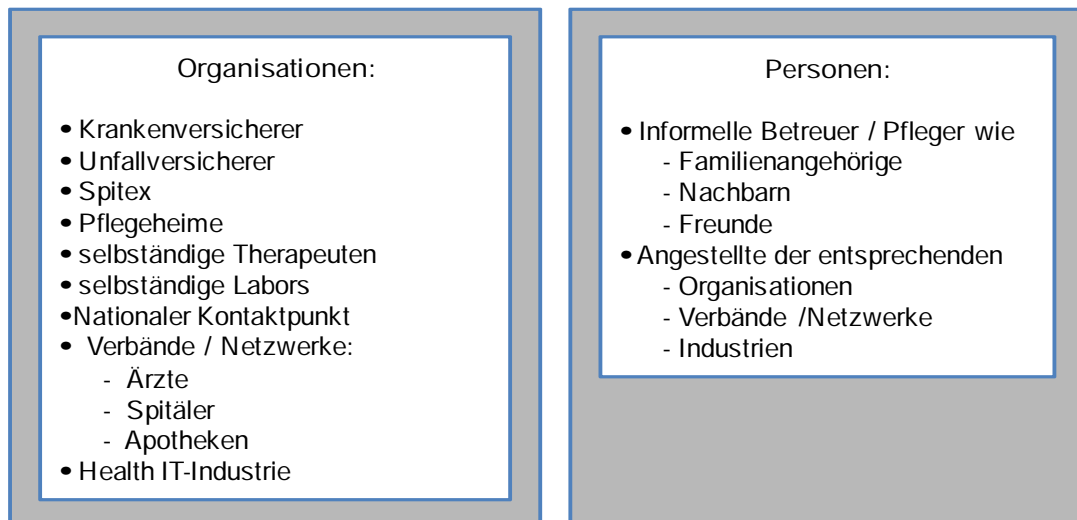 Organisationen:
• Krankenversicherer
• Unfallversicherer
• Spitex
• Pflegeheime
• selbständige Therapeuten
• selbständige Labors
•Nationaler Kontaktpunkt
• Verbände / Netzwerke:
- Ärzte
- Spitäler
- Apotheken
• Health IT-Industrie
Personen:
• Informelle Betreuer / Pfleger wie
- Familienangehörige
- Nachbarn
- Freunde
• Angestellte der entsprechenden
- Organisationen
- Verbände /Netzwerke
- Industrien